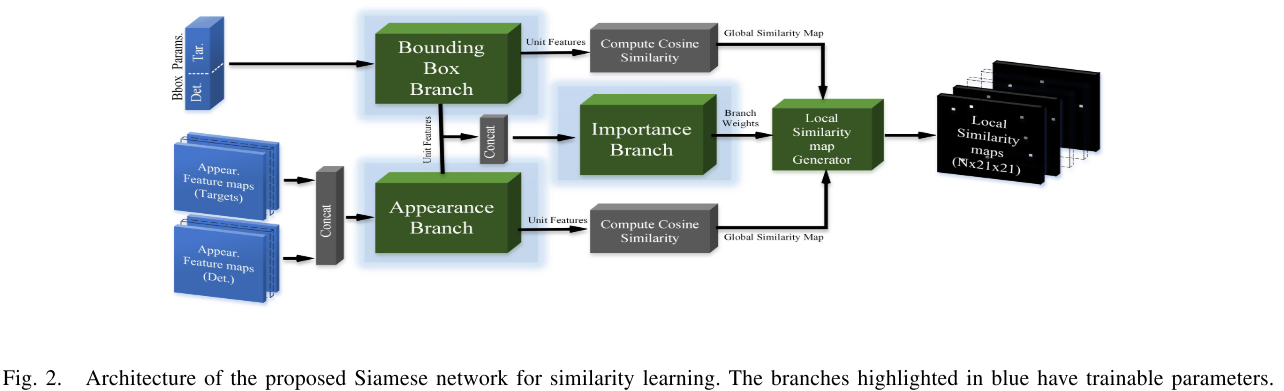 Bbox Params.
Tar.
Det.
Bounding
Box
Branch
Unit Features
Compute Cosine
Similarity
Global Similarity Map
Unit Features
Concat
Importance
Branch
Branch
Weights
Local
Similarity
map
Generator
Local
Similarity
maps
(Nx21x21)
Appear.
Feature maps
(Targets)
Appear.
Feature maps
(Det.)
Concat
Appearance
Branch
Unit Features
Compute Cosine
Similarity
Global Similarity Map
Fig. 2. Architecture of the proposed Siamese network for similarity learning. The branches highlighted in blue have trainable parameters.